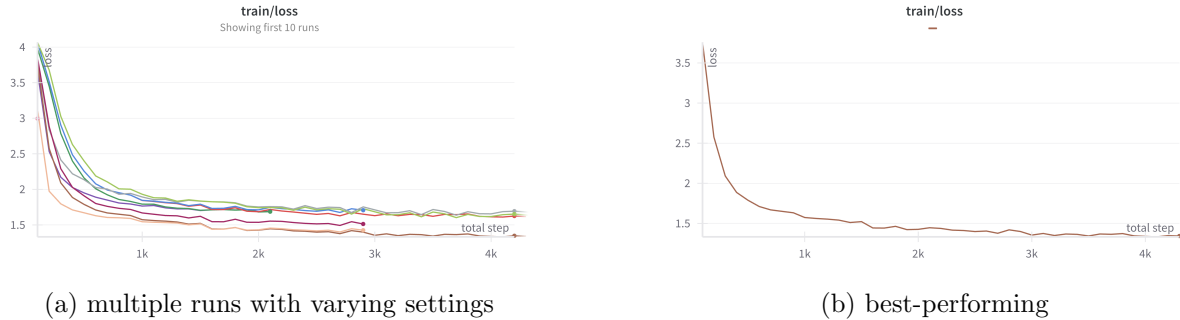 train/loss
Showing first 10 runs
loss
4
3.5
3
2.5
2
1.5
total step
1k
2k
3k
4k
(a) multiple runs with varying settings
train/loss
loss
3.5
3
2.5
2
1.5
total step
1k
2k
3k
4k
(b) best-performing